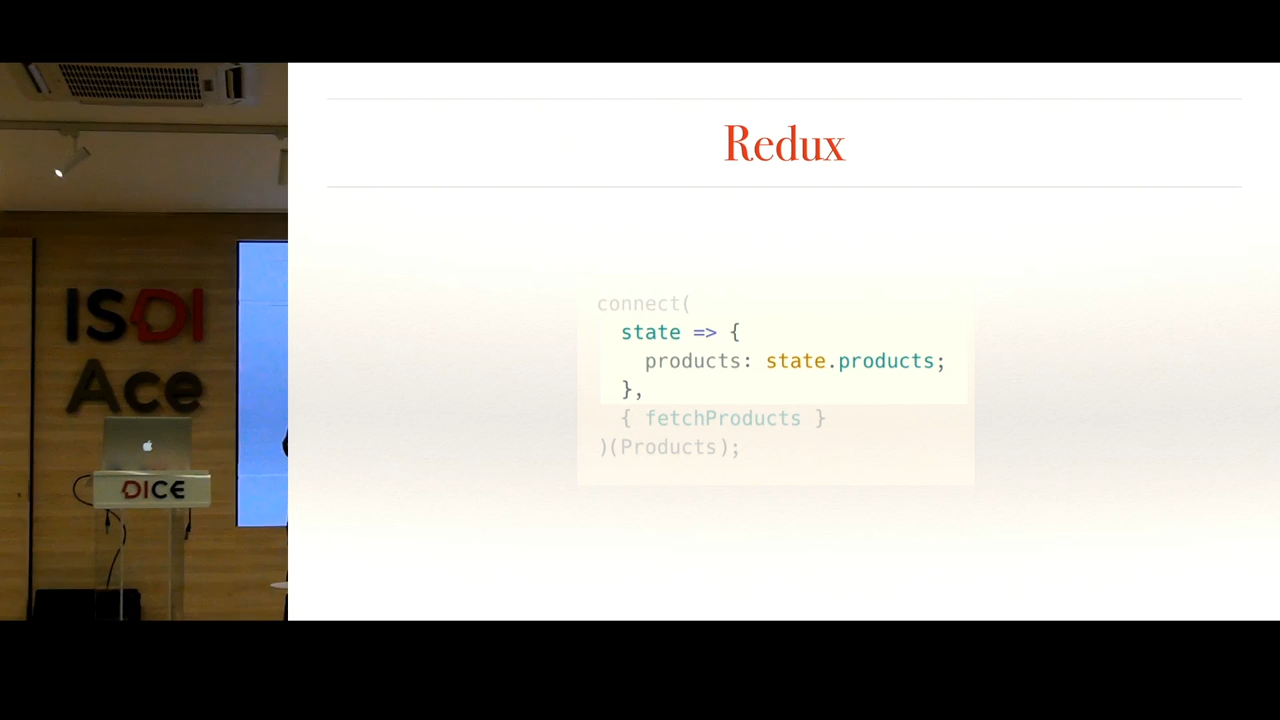 Redux
connect(
  state => {
    products: state.products;
  },
  { fetchProducts }
)(Products);
ISDI
Ace
DICE